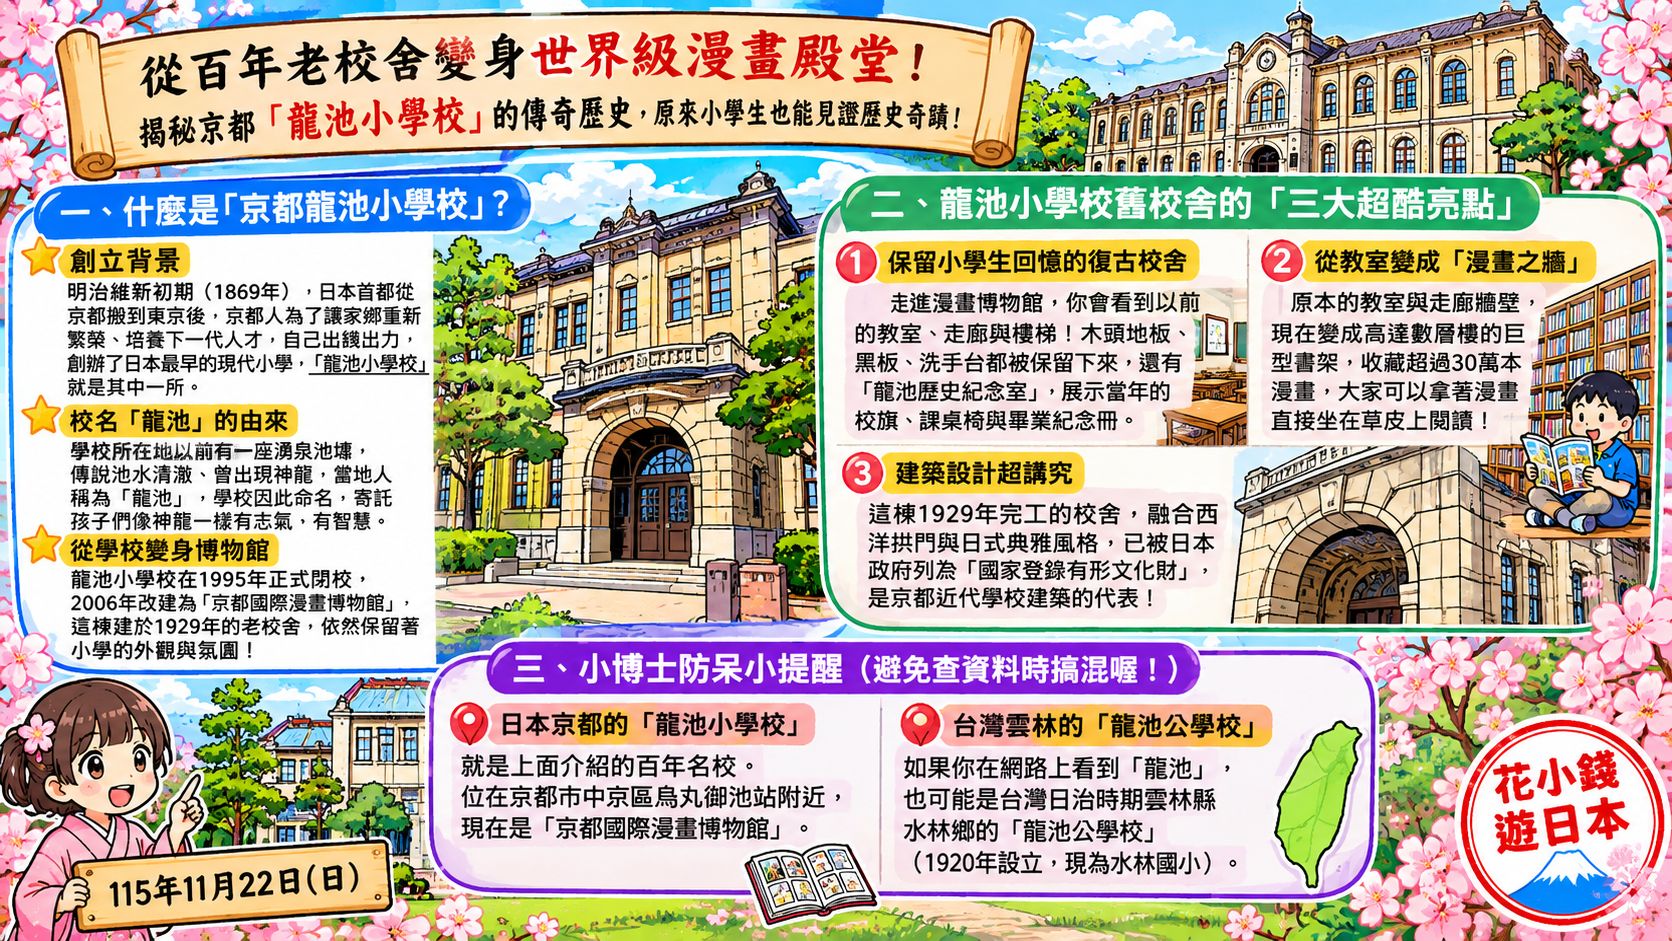 從百年老校舍變身世界級漫畫殿堂！
揭秘京都「龍池小學校」的傳奇歷史，原來小學生也能見證歷史奇蹟！
一、什麼是「京都龍池小學校」？
創立背景
明治維新初期（1869年），日本首都從
京都搬到東京後，京都人為了讓家鄉重新
繁榮、培養下一代人才，自己出錢出力，
創辦了日本最早的現代小學，「龍池小學校」
就是其中一所。
校名「龍池」的由來
學校所在地以前有一座湧泉池塘，
傳說池水清澈、曾出現神龍，當地人
稱為「龍池」，學校因此命名，寄託
孩子們像神龍一樣有志氣，有智慧。
從學校變身博物館
龍池小學校在1995年正式閉校，
2006年改建為「京都國際漫畫博物館」，
這棟建於1929年的老校舍，依然保留著
小學的外觀與氛圍！
二、龍池小學校舊校舍的「三大超酷亮點」
1 保留小學生回憶的復古校舍
走進漫畫博物館，你會看到以前
的教室、走廊與樓梯！木頭地板、
黑板、洗手台都被保留下來，還有
「龍池歷史紀念室」，展示當年的
校旗、課桌椅與畢業紀念冊。
2 從教室變成「漫畫之牆」
原本的教室與走廊牆壁，
現在變成高達數層樓的巨
型書架，收藏超過30萬本
漫畫，大家可以拿著漫畫
直接坐在草皮上閱讀！
3 建築設計超講究
這棟1929年完工的校舍，融合西
洋拱門與日式典雅風格，已被日本
政府列為「國家登錄有形文化財」，
是京都近代學校建築的代表！
三、小博士防呆小提醒（避免查資料時搞混喔！）
日本京都的「龍池小學校」
就是上面介紹的百年名校。
位在京都市中京區烏丸御池站附近，
現在是「京都國際漫畫博物館」。
台灣雲林的「龍池公學校」
如果你在網路上看到「龍池」，
也可能是台灣日治時期雲林縣
水林鄉的「龍池公學校」
（1920年設立，現為水林國小）。
115年11月22日(日)
花小錢
遊日本